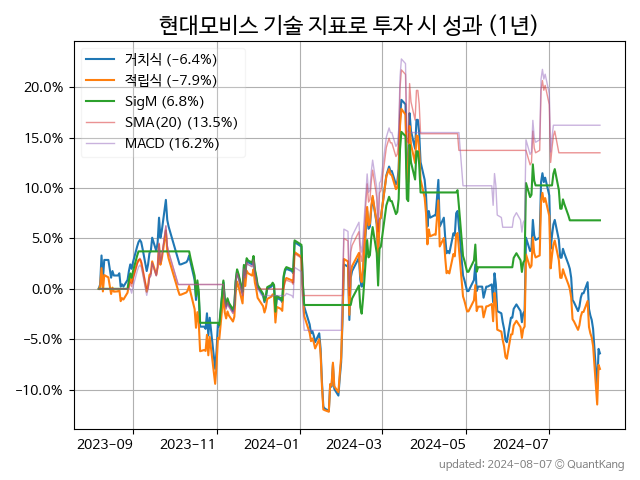 현대모비스 기술 지표로 투자 시 성과 (1년)
거치식 (-6.4%)
적립식 (-7.9%)
SigM (6.8%)
SMA(20) (13.5%)
MACD (16.2%)
20.0%
15.0%
10.0%
5.0%
0.0%
-5.0%
-10.0%
2023-09 2023-11 2024-01 2024-03 2024-05 2024-07
updated: 2024-08-07 © QuantKang